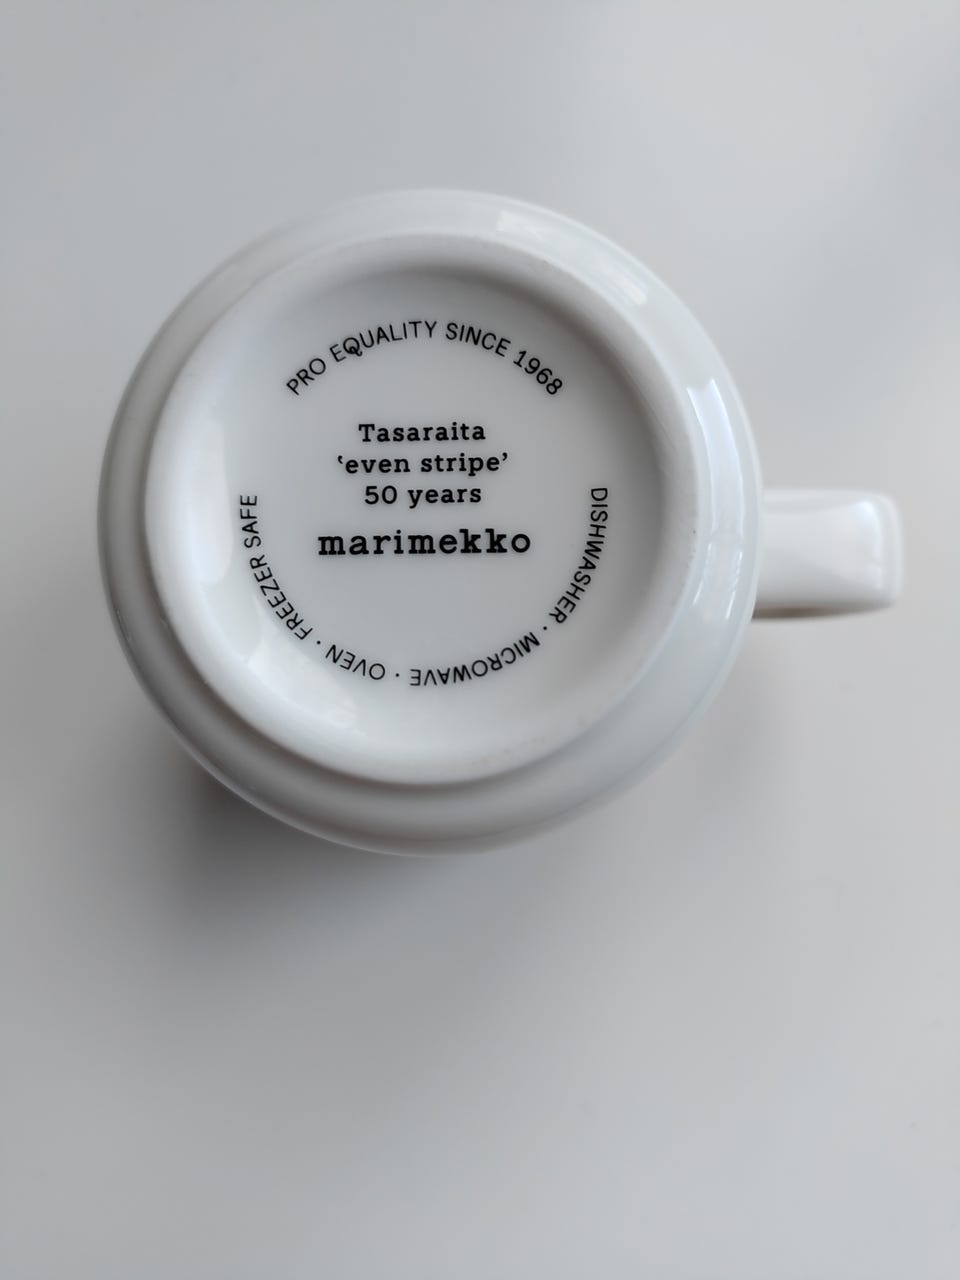 PRO EQUALITY SINCE 1968
Tasaraita
‘even stripe’
50 years
marimekko
DISHWASHER · MICROWAVE · OVEN · FREEZER SAFE